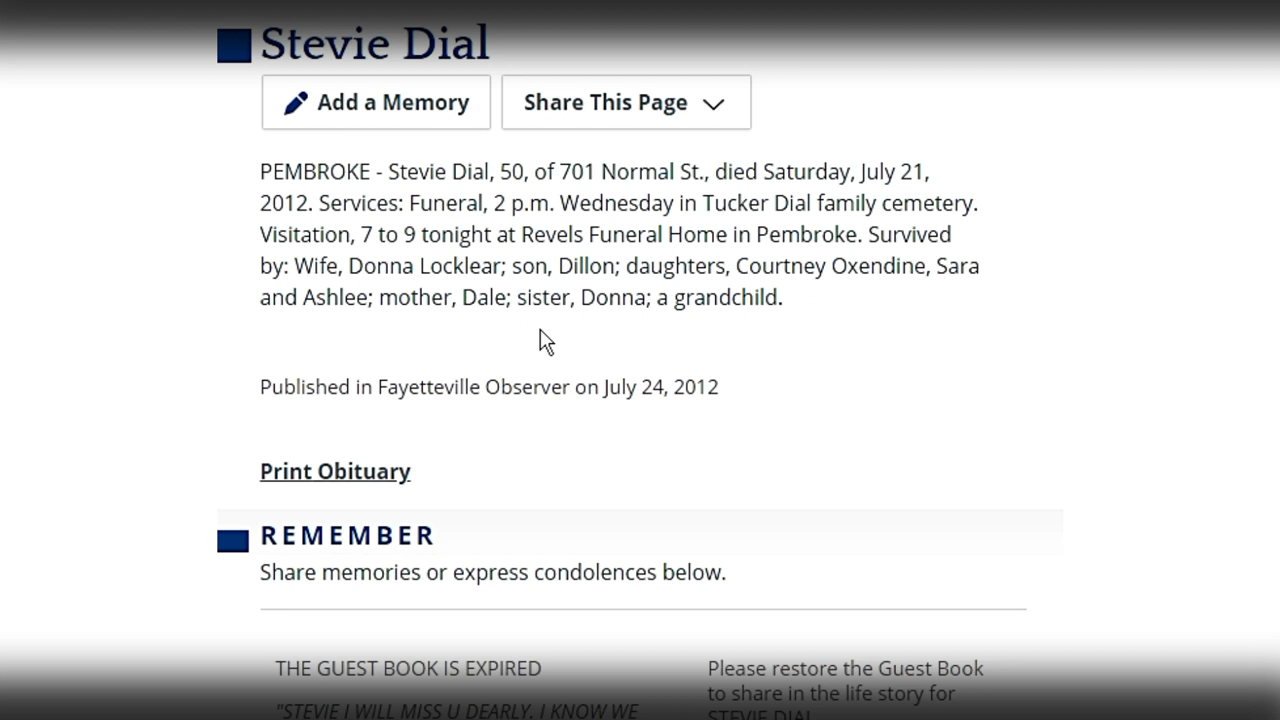 Stevie Dial
Add a Memory
Share This Page
PEMBROKE - Stevie Dial, 50, of 701 Normal St., died Saturday, July 21,
2012. Services: Funeral, 2 p.m. Wednesday in Tucker Dial family cemetery.
Visitation, 7 to 9 tonight at Revels Funeral Home in Pembroke. Survived
by: Wife, Donna Locklear; son, Dillon; daughters, Courtney Oxendine, Sara
and Ashlee; mother, Dale; sister, Donna; a grandchild.
Published in Fayetteville Observer on July 24, 2012
Print Obituary
REMEMBER
Share memories or express condolences below.
THE GUEST BOOK IS EXPIRED
"STEVIE I WILL MISS U DEARLY. I KNOW WE
Please restore the Guest Book
to share in the life story for
STEVIE DIAL